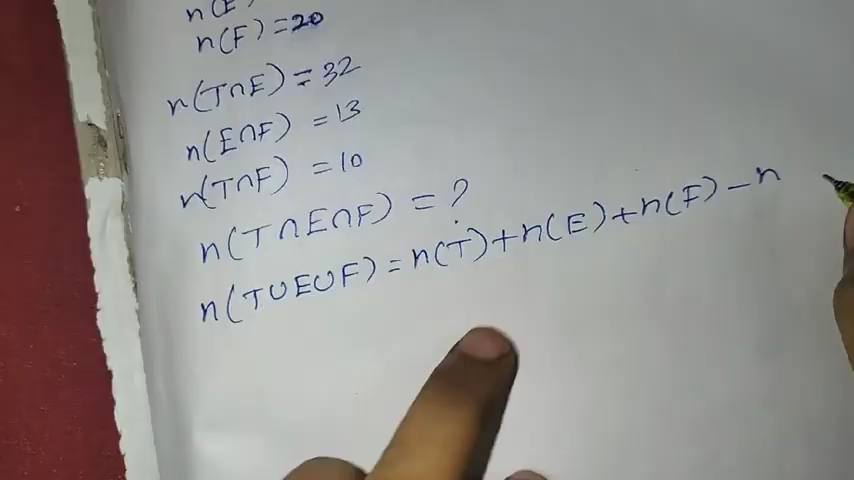 n(E)
n(F) = 20
n(T∩E) = 32
n(E∩F) = 13
n(T∩F) = 10
n(T∩E∩F) = ?
n(T∪E∪F) = n(T) + n(E) + n(F) - n